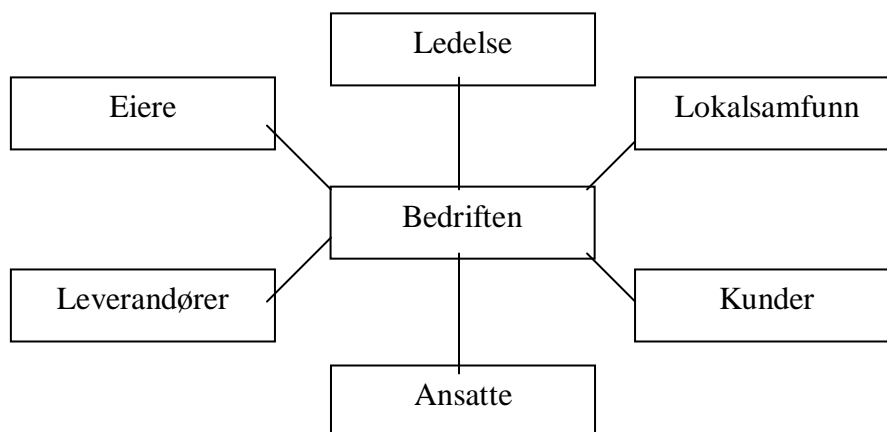 Ledelse
Eiere
Lokalsamfunn
Bedriften
Leverandører
Kunder
Ansatte